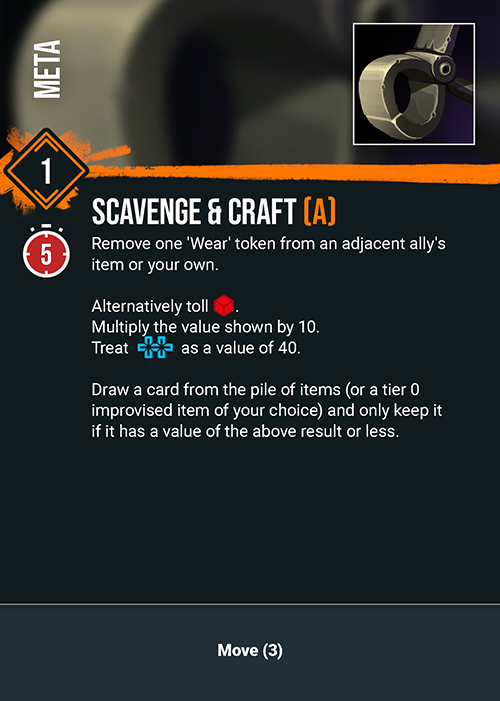 META
1
SCAVENGE & CRAFT (A)
5
Remove one 'Wear' token from an adjacent ally's
item or your own.
Alternatively toll .
Multiply the value shown by 10.
Treat as a value of 40.
Draw a card from the pile of items (or a tier 0
improvised item of your choice) and only keep it
if it has a value of the above result or less.
Move (3)